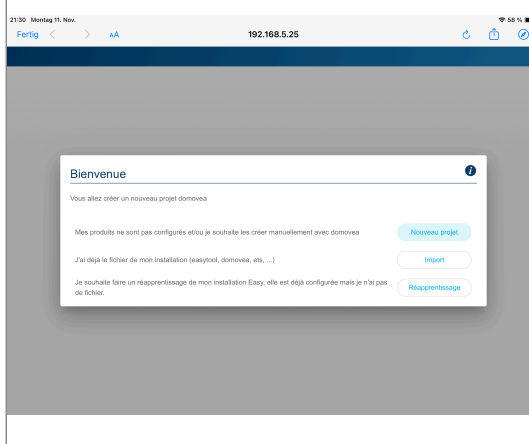 21:30 Montag 11. Nov.
58 %
Fertig
AA
192.168.5.25
Bienvenue
Vous allez créer un nouveau projet domovea
Mes produits ne sont pas configurés et/ou je souhaite les créer manuellement avec domovea
Nouveau projet
J'ai déjà le fichier de mon installation (easytool, domovea, ets, ...)
Import
Je souhaite faire un réapprentissage de mon installation Easy, elle est déjà configurée mais je n'ai pas
de fichier.
Réapprentissage